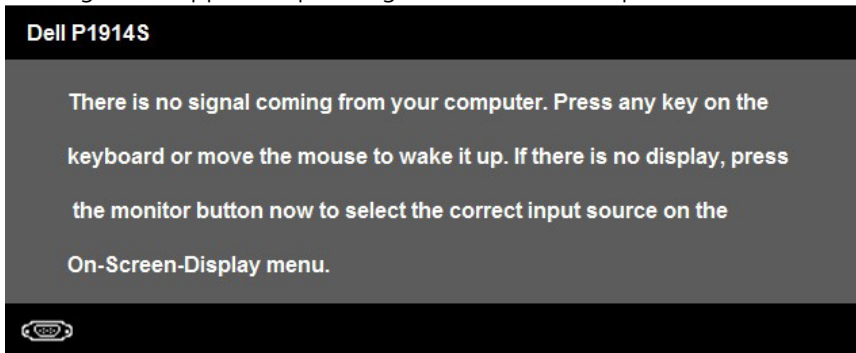 Dell P1914S
There is no signal coming from your computer. Press any key on the
keyboard or move the mouse to wake it up. If there is no display, press
the monitor button now to select the correct input source on the
On-Screen-Display menu.